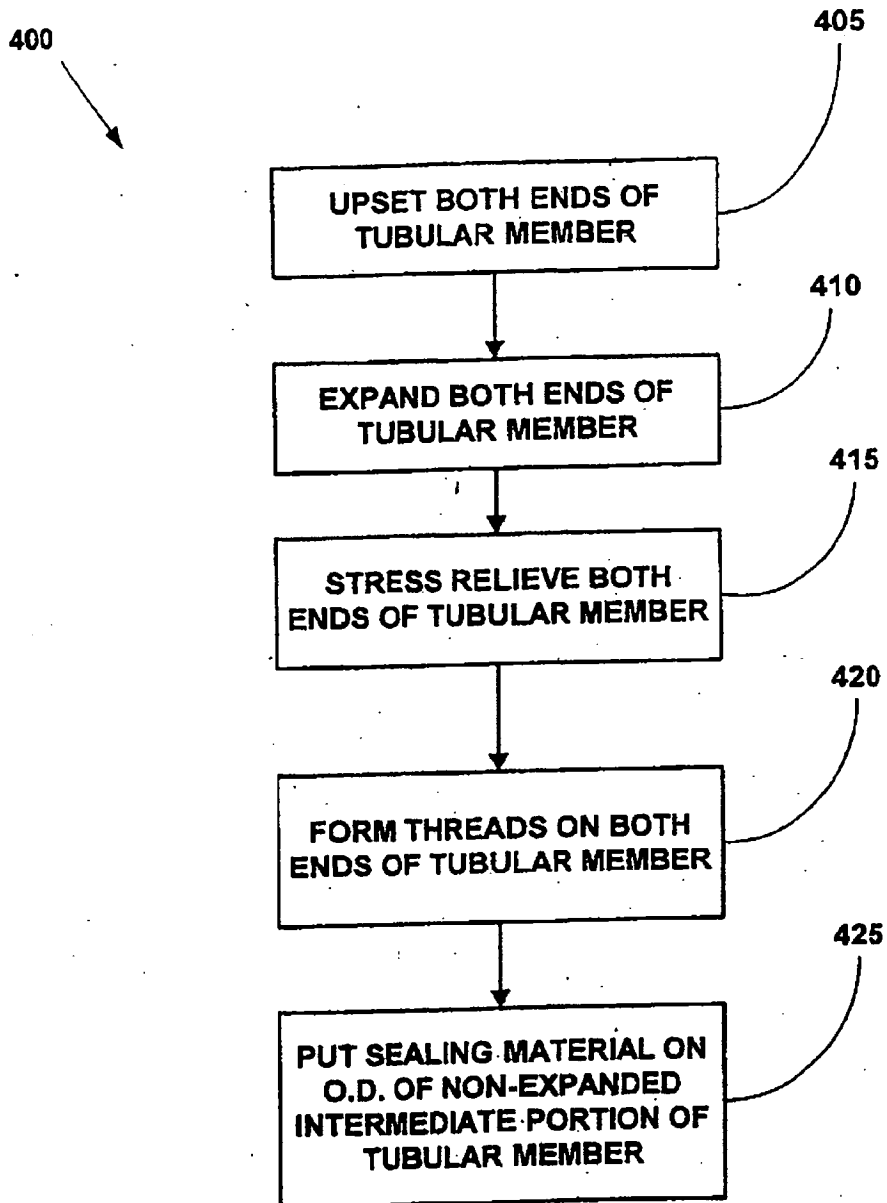 400
405
UPSET BOTH ENDS OF
TUBULAR MEMBER
410
EXPAND BOTH ENDS OF
TUBULAR MEMBER
415
STRESS RELIEVE BOTH
ENDS OF TUBULAR MEMBER
420
FORM THREADS ON BOTH
ENDS OF TUBULAR MEMBER
425
PUT SEALING MATERIAL ON
O.D. OF NON-EXPANDED
INTERMEDIATE PORTION OF
TUBULAR MEMBER